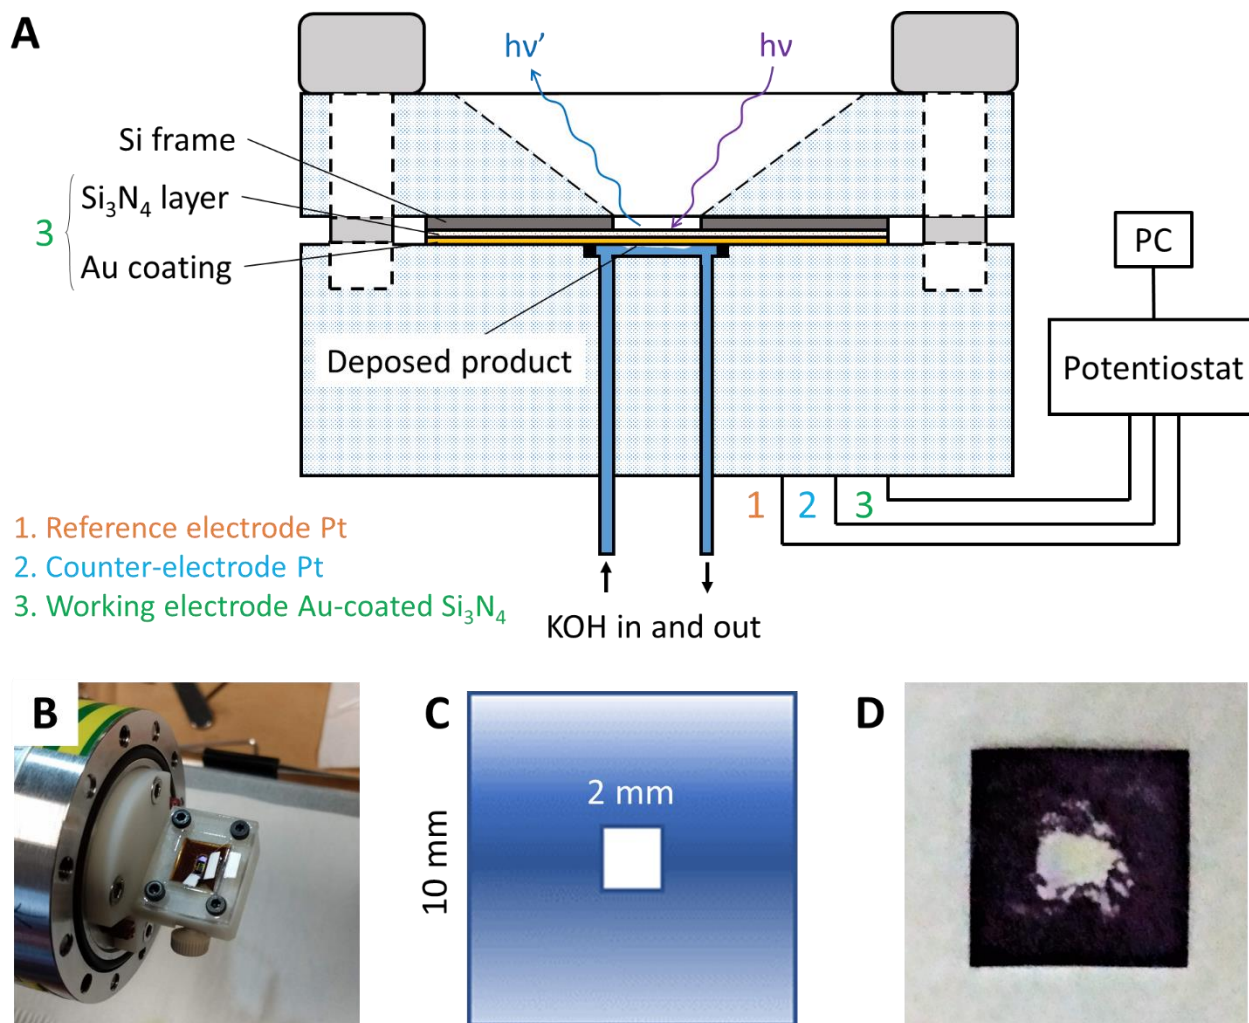 A
hν’
hν
Si frame
Si₃N₄ layer
3
Au coating
PC
Deposed product
Potentiostat
1
2
3
1. Reference electrode Pt
2. Counter-electrode Pt
3. Working electrode Au-coated Si₃N₄
KOH in and out
B
C
D
2 mm
10 mm